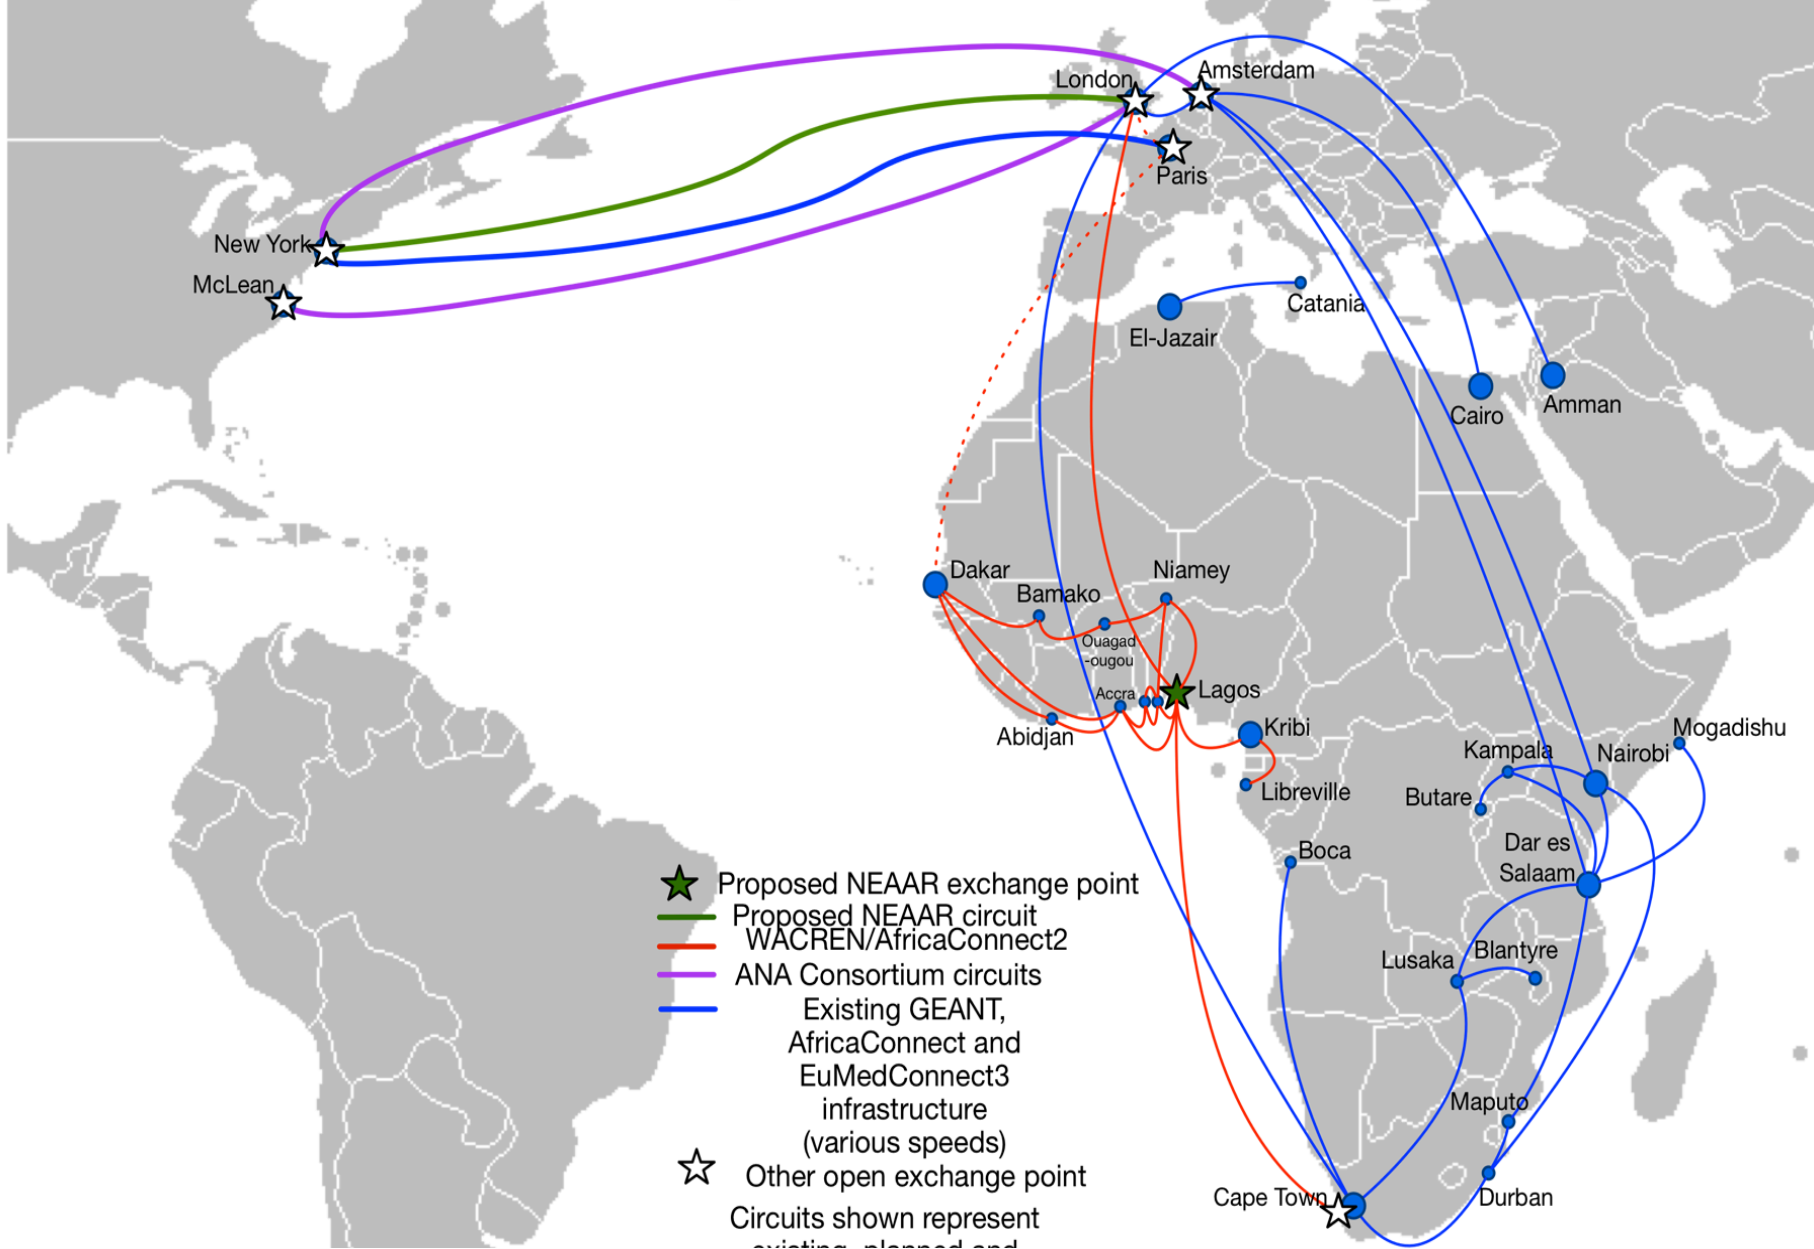 London
Amsterdam
Paris
New York
McLean
Catania
El-Jazair
Cairo
Amman
Dakar
Bamako
Niamey
Ouagad
-ougou
Accra
Lagos
Abidjan
Kribi
Libreville
Mogadishu
Kampala
Nairobi
Butare
Dar es
Salaam
Boca
Lusaka
Blantyre
Maputo
Durban
Cape Town
Proposed NEAAR exchange point
Proposed NEAAR circuit
WACREN/AfricaConnect2
ANA Consortium circuits
Existing GEANT,
AfricaConnect and
EuMedConnect3
infrastructure
(various speeds)
Other open exchange point
Circuits shown represent
existing, planned and